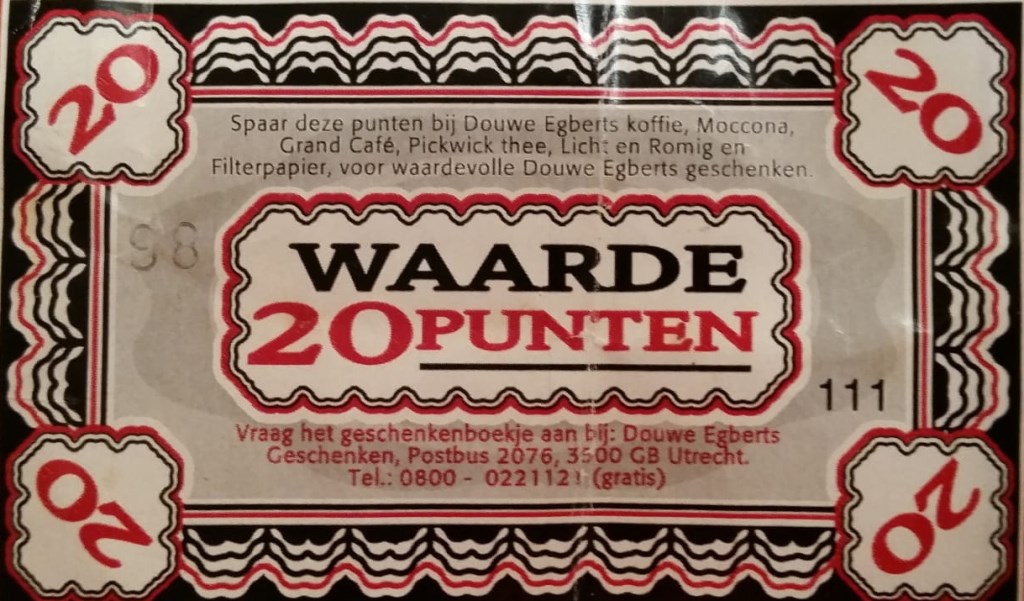 20
20
Spaar deze punten bij Douwe Egberts koffie, Moccona,
Grand Café, Pickwick thee, Licht en Romig en
Filterpapier, voor waardevolle Douwe Egberts geschenken.
98
WAARDE
20 PUNTEN
111
Vraag het geschenkenboekje aan bij: Douwe Egberts
Geschenken, Postbus 2076, 3500 GB Utrecht.
Tel.: 0800 - 0221121 (gratis)
20
20